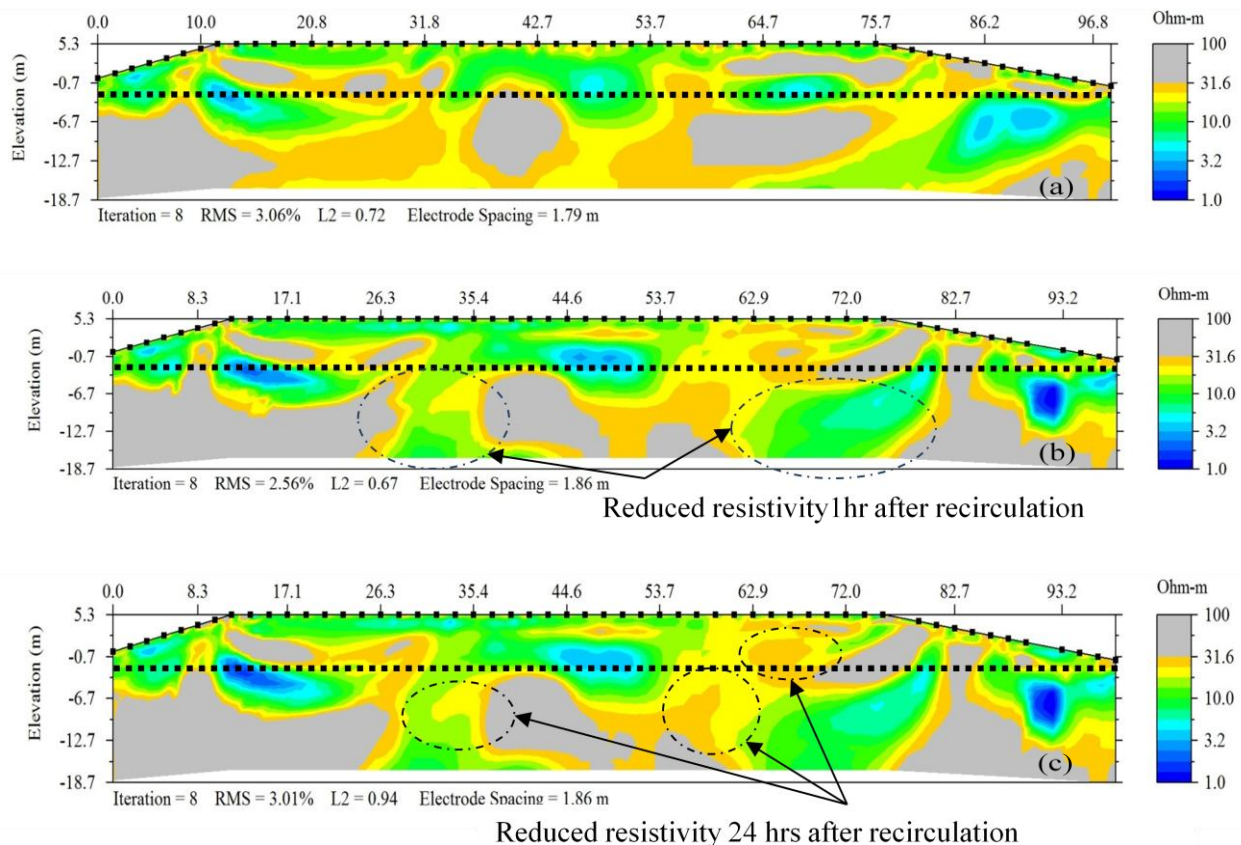 0.0 10.0 20.8 31.8 42.7 53.7 64.7 75.7 86.2 96.8 Ohm-m
5.3
-0.7
-6.7
-12.7
-18.7
Elevation (m)
100
31.6
10.0
3.2
1.0
(a)
Iteration = 8 RMS = 3.06% L2 = 0.72 Electrode Spacing = 1.79 m
0.0 8.3 17.1 26.3 35.4 44.6 53.7 62.9 72.0 82.7 93.2 Ohm-m
5.3
-0.7
-6.7
-12.7
-18.7
Elevation (m)
100
31.6
10.0
3.2
1.0
(b)
Iteration = 8 RMS = 2.56% L2 = 0.67 Electrode Spacing = 1.86 m
Reduced resistivity1hr after recirculation
0.0 8.3 17.1 26.3 35.4 44.6 53.7 62.9 72.0 82.7 93.2 Ohm-m
5.3
-0.7
-6.7
-12.7
-18.7
Elevation (m)
100
31.6
10.0
3.2
1.0
(c)
Iteration = 8 RMS = 3.01% L2 = 0.94 Electrode Spacing = 1.86 m
Reduced resistivity 24 hrs after recirculation